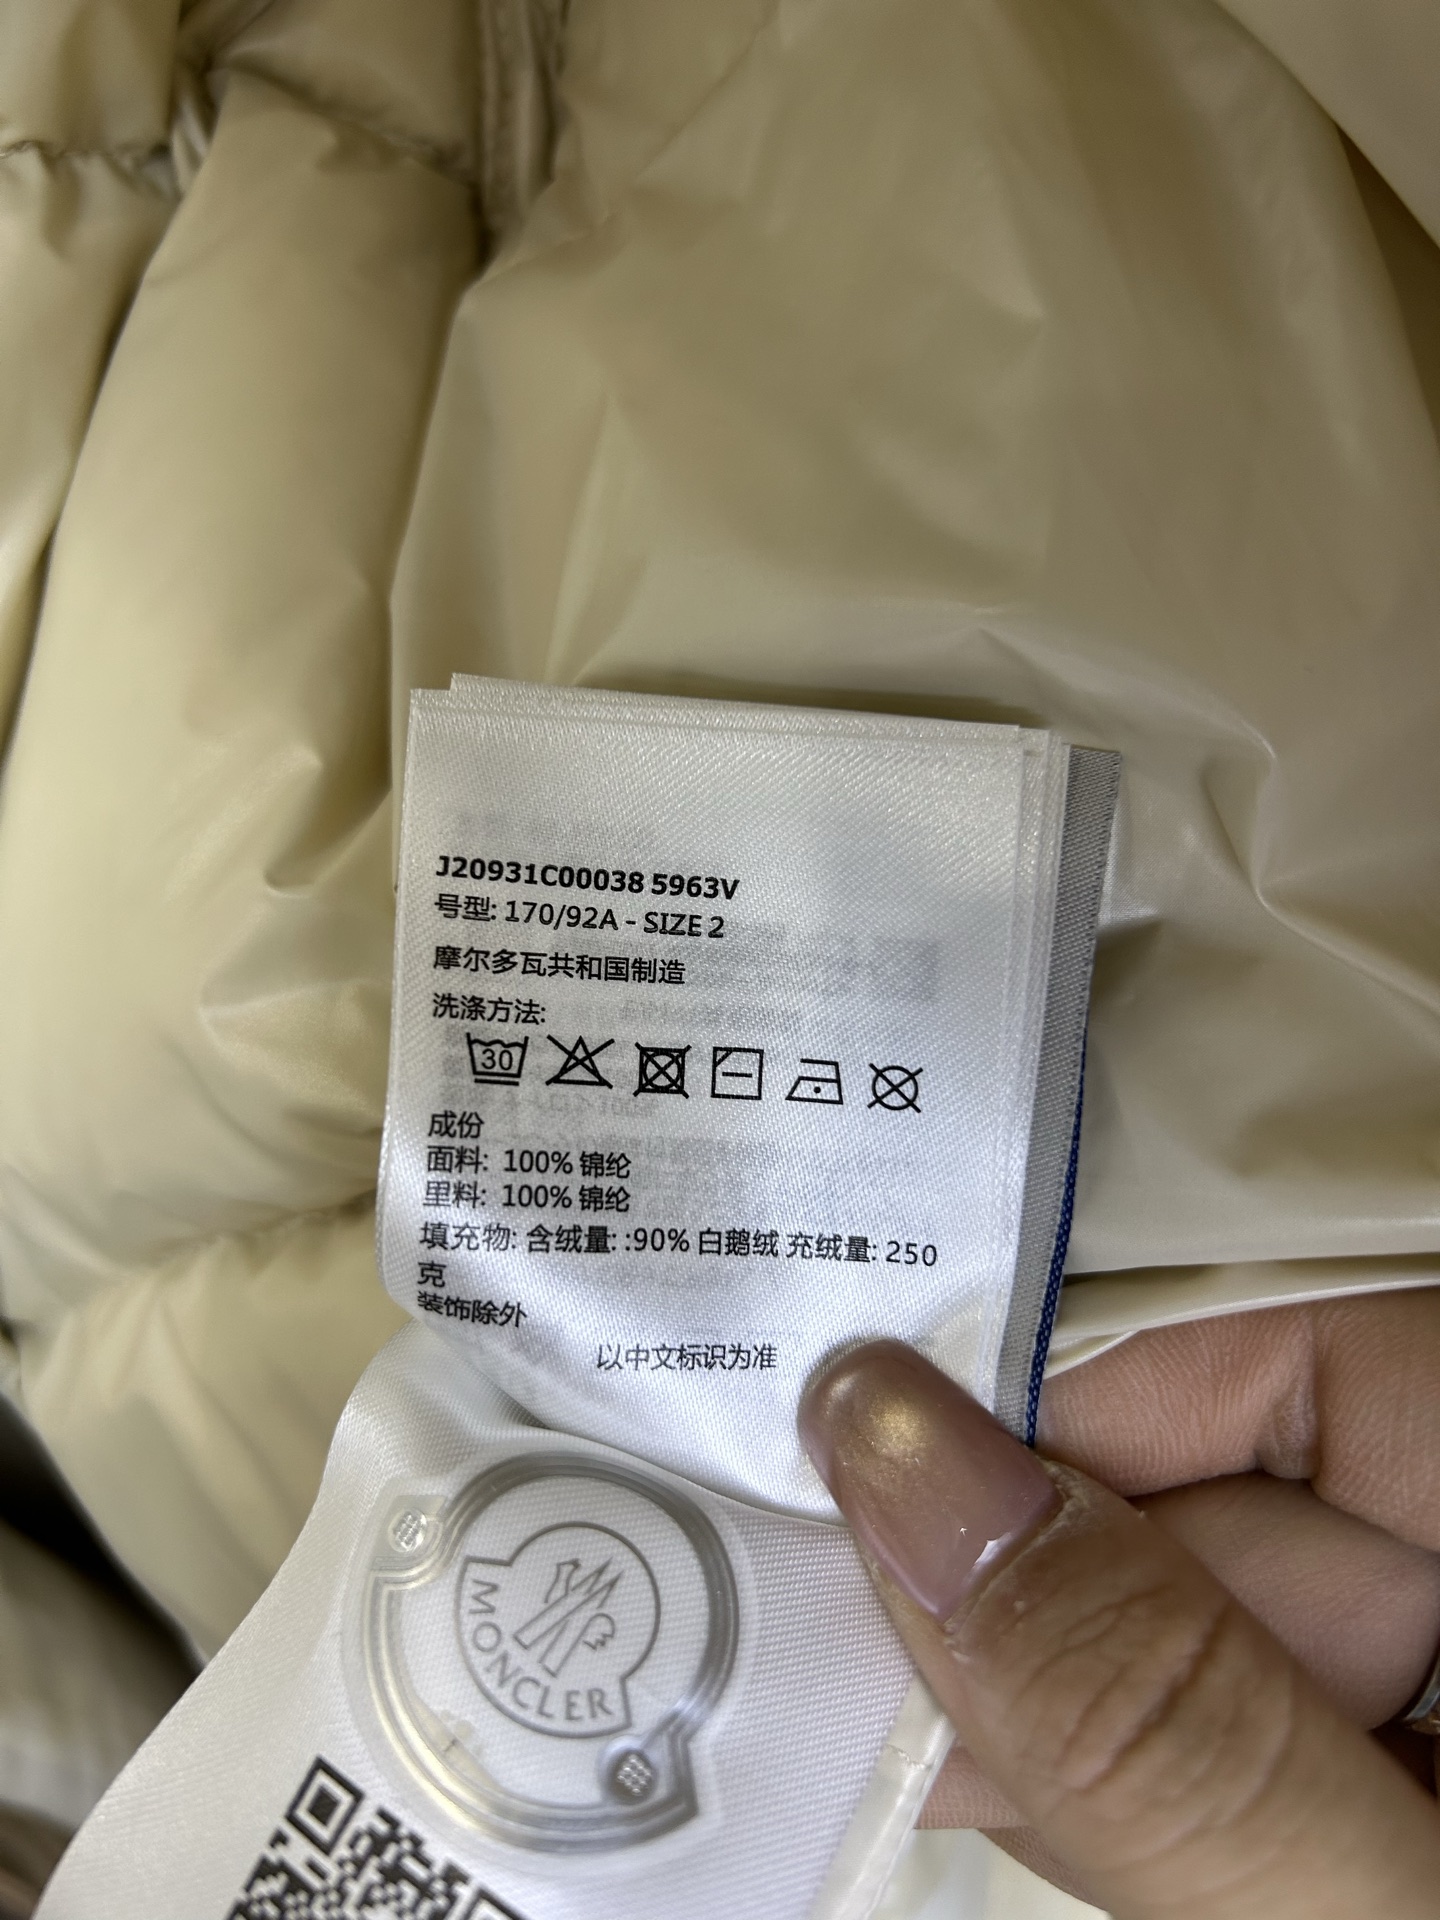 J20931C00038 5963V
号型: 170/92A - SIZE 2
摩尔多瓦共和国制造
洗涤方法:
30
成份
面料: 100% 锦纶
里料: 100% 锦纶
填充物: 含绒量: :90% 白鹅绒 充绒量: 250
克
装饰除外
以中文标识为准
MONCLER